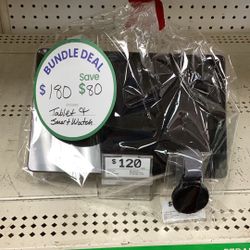 BUNDLE DEAL
$180
Save
$80
Tablet &
Smart Watch
$120